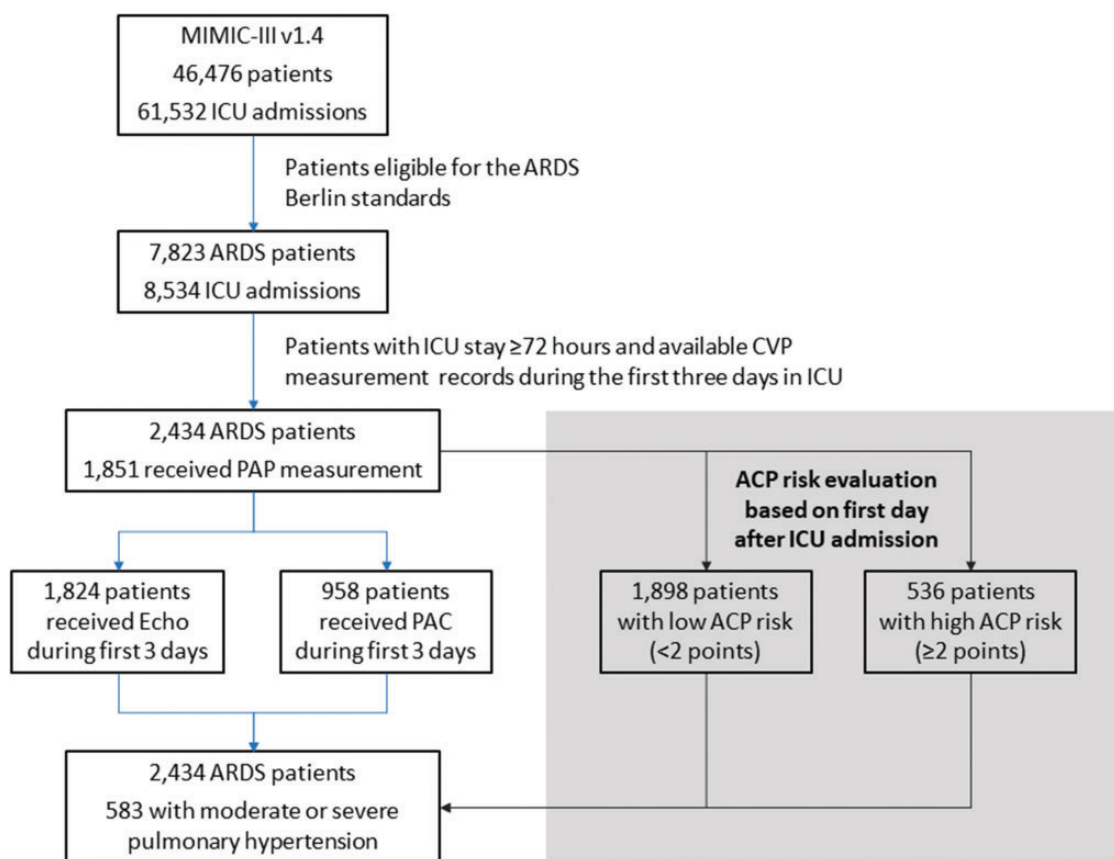 MIMIC-III v1.4
46,476 patients
61,532 ICU admissions
Patients eligible for the ARDS
Berlin standards
7,823 ARDS patients
8,534 ICU admissions
Patients with ICU stay ≥72 hours and available CVP
measurement records during the first three days in ICU
2,434 ARDS patients
1,851 received PAP measurement
ACP risk evaluation
based on first day
after ICU admission
1,824 patients
received Echo
during first 3 days
958 patients
received PAC
during first 3 days
1,898 patients
with low ACP risk
(<2 points)
536 patients
with high ACP risk
(≥2 points)
2,434 ARDS patients
583 with moderate or severe
pulmonary hypertension